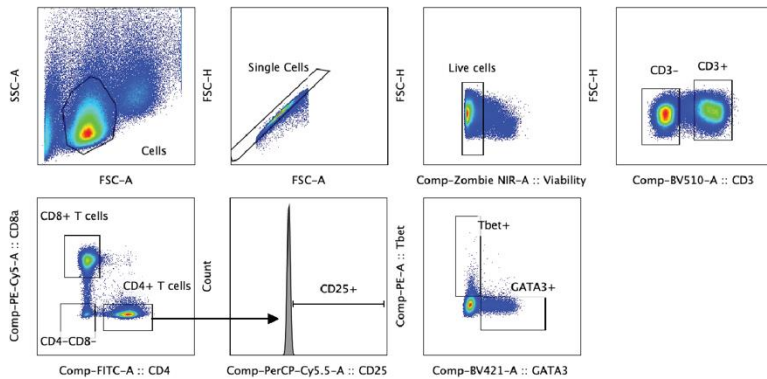 SSC-A
Cells
FSC-A
FSC-H
Single Cells
FSC-A
FSC-H
Live cells
Comp-Zombie NIR-A :: Viability
FSC-H
CD3-
CD3+
Comp-BV510-A :: CD3
Comp-PE-Cy5-A :: CD8a
CD8+ T cells
CD4+ T cells
CD4-CD8-
Comp-FITC-A :: CD4
Count
CD25+
Comp-PerCP-Cy5.5-A :: CD25
Comp-PE-A :: Tbet
Tbet+
GATA3+
Comp-BV421-A :: GATA3